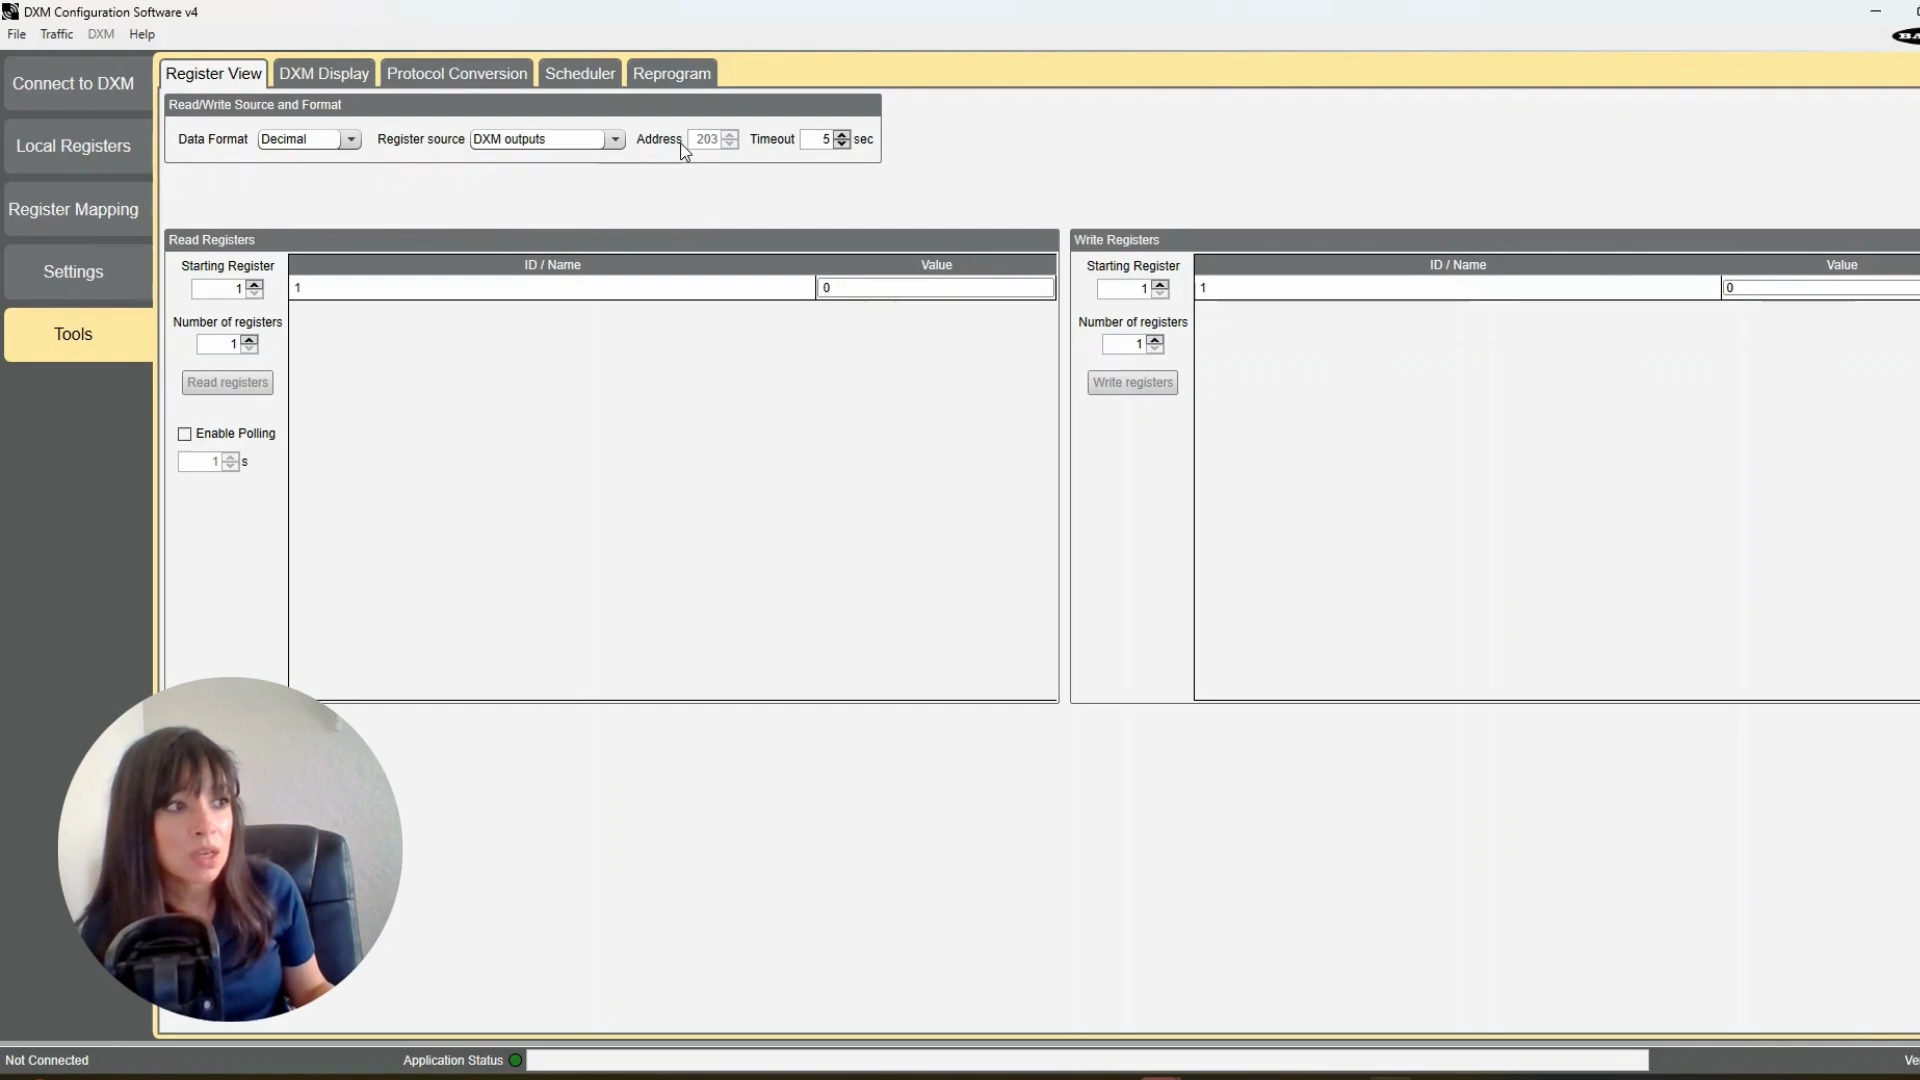 DXM Configuration Software v4
File Traffic DXM Help
Connect to DXM
Local Registers
Register Mapping
Settings
Tools
Register View DXM Display Protocol Conversion Scheduler Reprogram
Read/Write Source and Format
Data Format Decimal Register source DXM outputs Address 203 Timeout 5 sec
Read Registers
Starting Register ID / Name Value
1 1 0
Number of registers
1
Read registers
Enable Polling
1 s
Write Registers
Starting Register ID / Name Value
1 1 0
Number of registers
1
Write registers
Not Connected Application Status